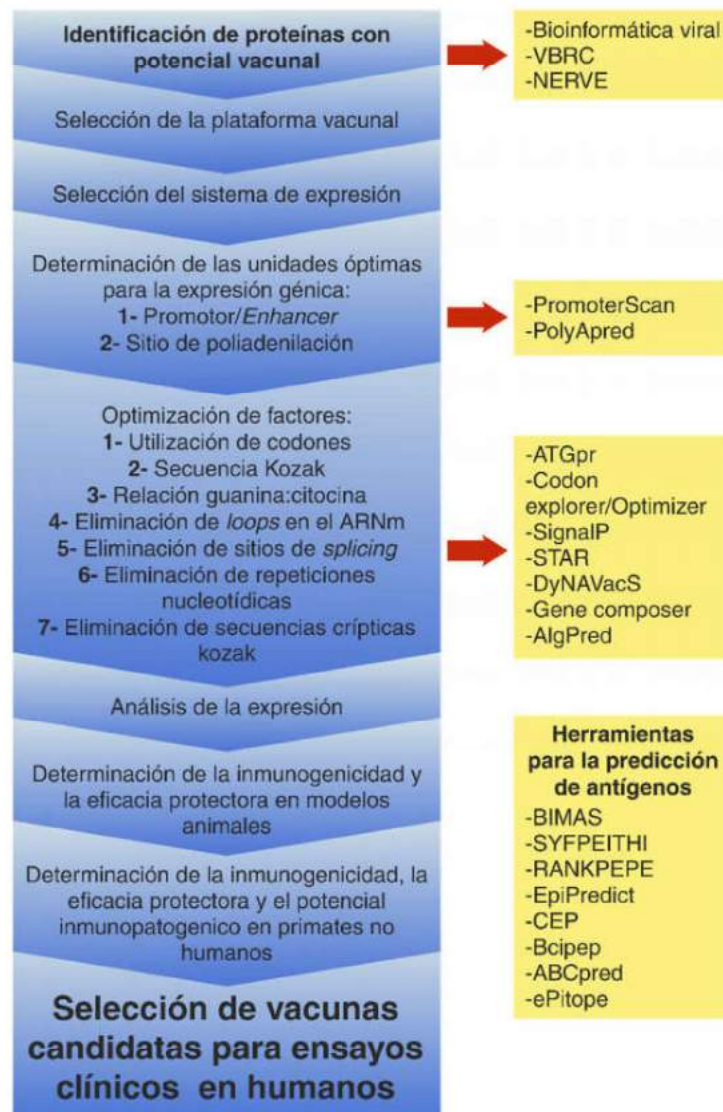 Identificación de proteínas con
potencial vacunal
-Bioinformática viral
-VBRC
-NERVE
Selección de la plataforma vacunal
Selección del sistema de expresión
Determinación de las unidades óptimas
para la expresión génica:
1- Promotor/Enhancer
2- Sitio de poliadenilación
-PromoterScan
-PolyApred
Optimización de factores:
1- Utilización de codones
2- Secuencia Kozak
3- Relación guanina:citocina
4- Eliminación de loops en el ARNm
5- Eliminación de sitios de splicing
6- Eliminación de repeticiones
nucleotídicas
7- Eliminación de secuencias crípticas
kozak
-ATGpr
-Codon
explorer/Optimizer
-SignalP
-STAR
-DyNAVacS
-Gene composer
-AlgPred
Análisis de la expresión
Determinación de la inmunogenicidad y
la eficacia protectora en modelos
animales
Determinación de la inmunogenicidad, la
eficacia protectora y el potencial
inmunopatogenico en primates no
humanos
Selección de vacunas
candidatas para ensayos
clínicos en humanos
Herramientas
para la predicción
de antígenos
-BIMAS
-SYFPEITHI
-RANKPEPE
-EpiPredict
-CEP
-Bcipep
-ABCpred
-ePitope